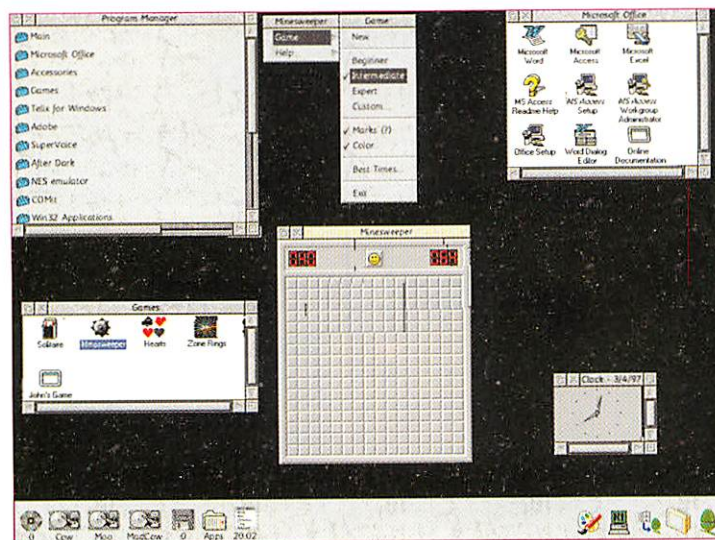 Program Manager
Main
Microsoft Office
Accessories
Games
Telix for Windows
Adobe
SuperVoice
After Dark
NES emulator
COMit
Win32 Applications
Minesweeper
Game
Help
Game
New
Beginner
Intermediate
Expert
Custom...
Marks (?)
Color
Best Times...
Exit
Microsoft Office
Microsoft Word
Microsoft Access
Microsoft Excel
MS Access Readme Help
MS Access Setup
MS Access Workgroup Administrator
Office Setup
Word Dialog Editor
Online Documentation
Minesweeper
Games
Solitaire
Minesweeper
Hearts
Zone Rings
John's Game
Clock - 3/4/97
0
Cow
Moo
MadCow
0
Apps
20:02